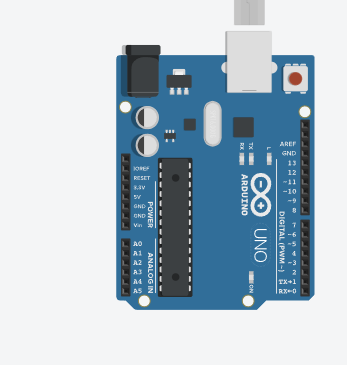 RX
TX
L
AREF
GND
13
12
~11
~10
~9
8
7
~6
~5
4
~3
2
TX→1
RX←0
DIGITAL (PWM~)
IOREF
RESET
3.3V
5V
GND
GND
Vin
POWER
A0
A1
A2
A3
A4
A5
ANALOG IN
ARDUINO
UNO
ON